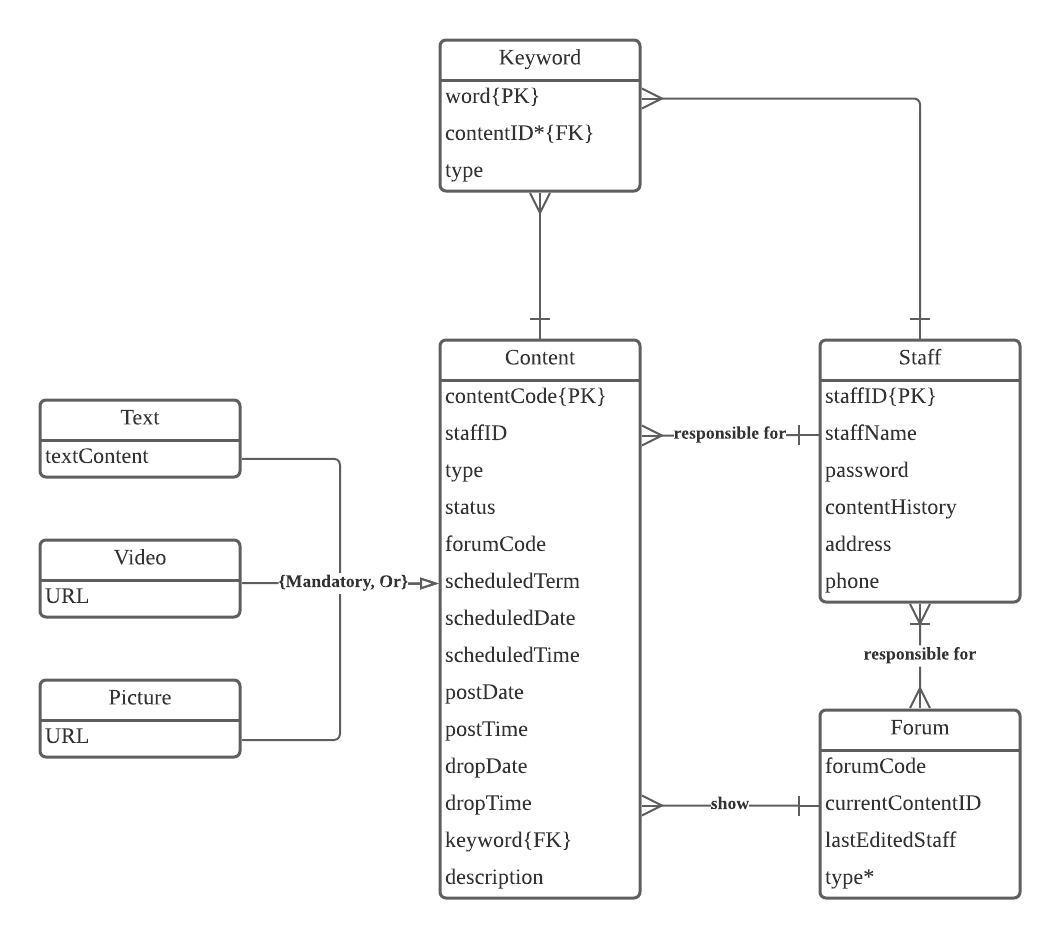 Keyword
word{PK}
contentID*{FK}
type
Content
contentCode{PK}
staffID
type
status
forumCode
scheduledTerm
scheduledDate
scheduledTime
postDate
postTime
dropDate
dropTime
keyword{FK}
description
Staff
staffID{PK}
staffName
password
contentHistory
address
phone
responsible for
Text
textContent
Video
URL
{Mandatory, Or}
Picture
URL
responsible for
Forum
forumCode
currentContentID
lastEditedStaff
type*
show